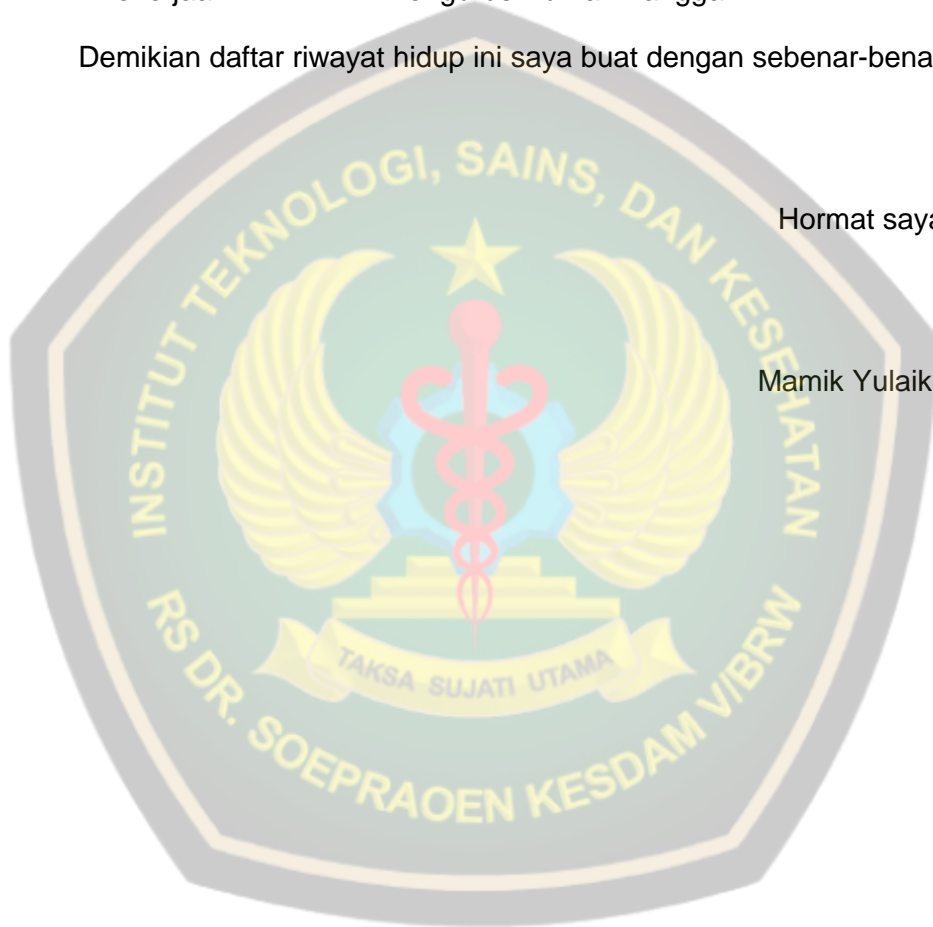 Demikian daftar riwayat hidup ini saya buat dengan sebenar-bena
Hormat saya
Mamik Yulaik
INSTITUT TEKNOLOGI, SAINS, DAN KESEHATAN
TAKSA SUJATI UTAMA
RS DR. SOEPRAOEN KESDAM V/BRW